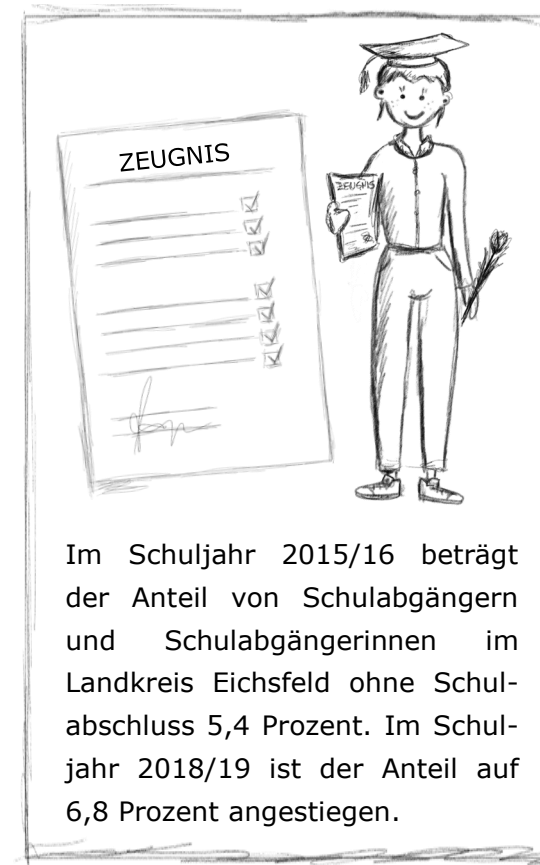 ZEUGNIS
ZEUGNIS
Im Schuljahr 2015/16 beträgt
der Anteil von Schulabgängern
und Schulabgängerinnen im
Landkreis Eichsfeld ohne Schul-
abschluss 5,4 Prozent. Im Schul-
jahr 2018/19 ist der Anteil auf
6,8 Prozent angestiegen.